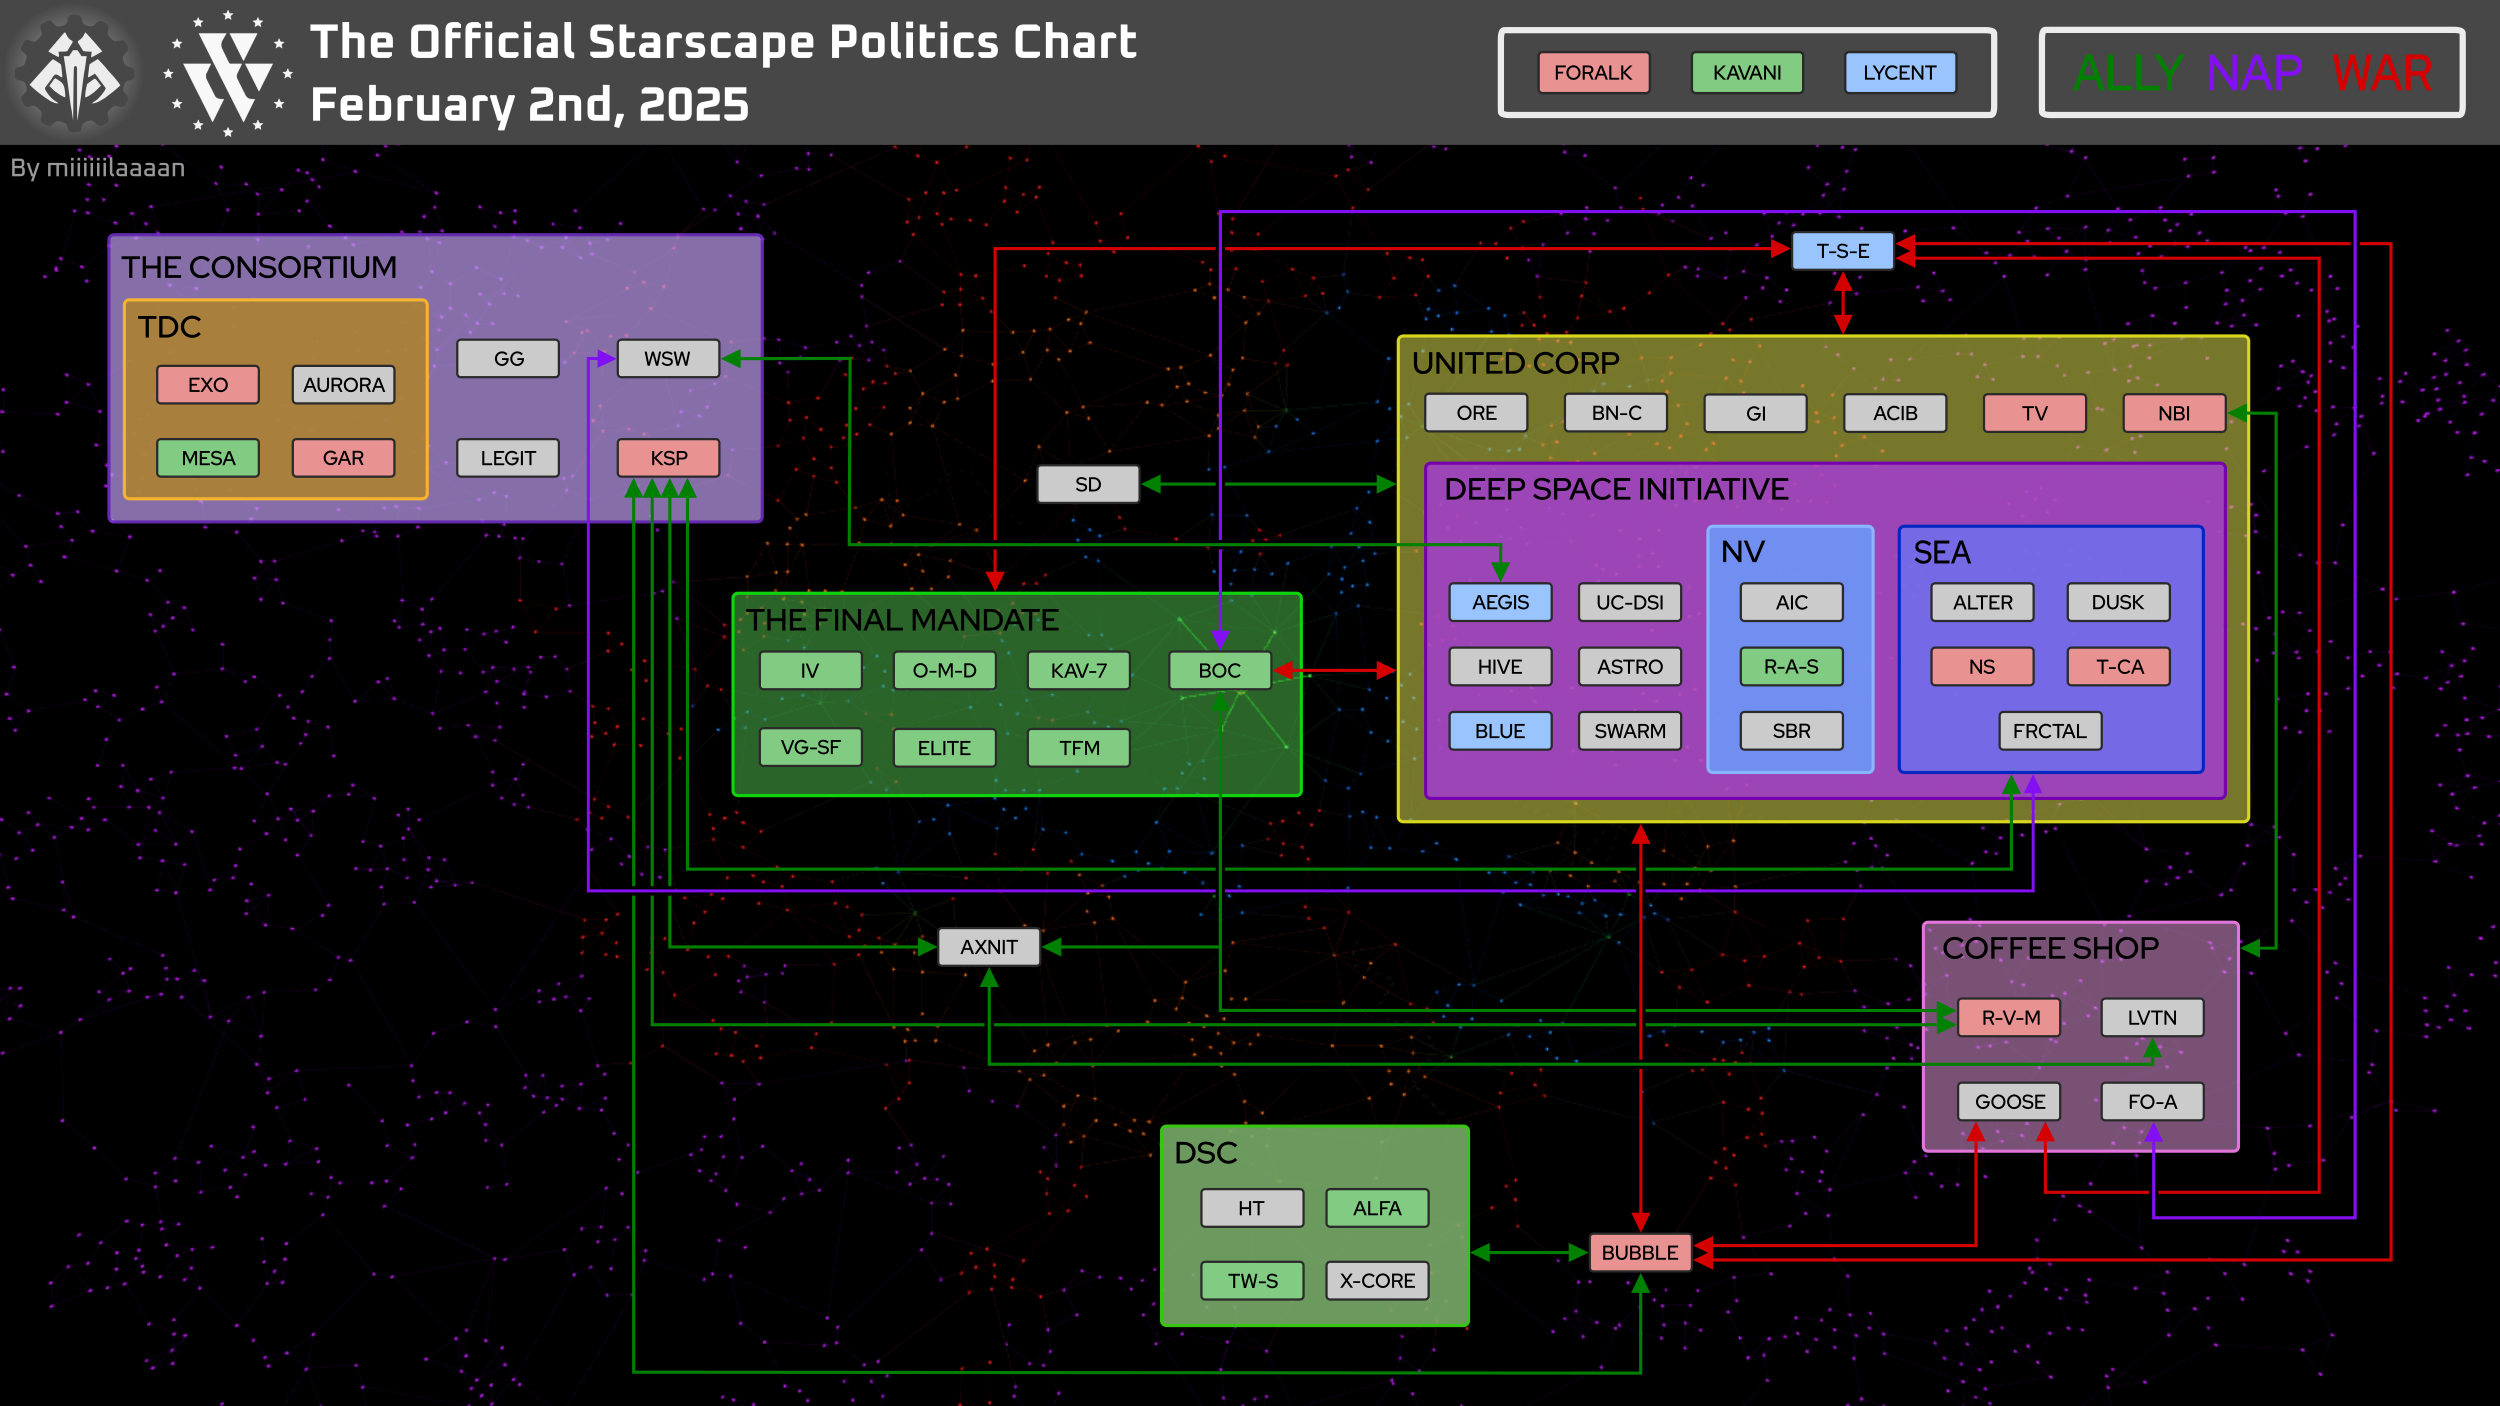 The Official Starscape Politics Chart
February 2nd, 2025
FORALK
KAVANI
LYCENT
ALLY NAP WAR
By miiiiiilaaaan
THE CONSORTIUM
TDC
EXO
AURORA
MESA
GAR
GG
WSW
LEGIT
KSP
T-S-E
SD
UNITED CORP
ORE
BN-C
GI
ACIB
TV
NBI
DEEP SPACE INITIATIVE
AEGIS
UC-DSI
HIVE
ASTRO
BLUE
SWARM
NV
AIC
R-A-S
SBR
SEA
ALTER
DUSK
NS
T-CA
FRCTAL
THE FINAL MANDATE
IV
O-M-D
KAV-7
BOC
VG-SF
ELITE
TFM
AXNIT
COFFEE SHOP
R-V-M
LVTN
GOOSE
FO-A
DSC
HT
ALFA
TW-S
X-CORE
BUBBLE